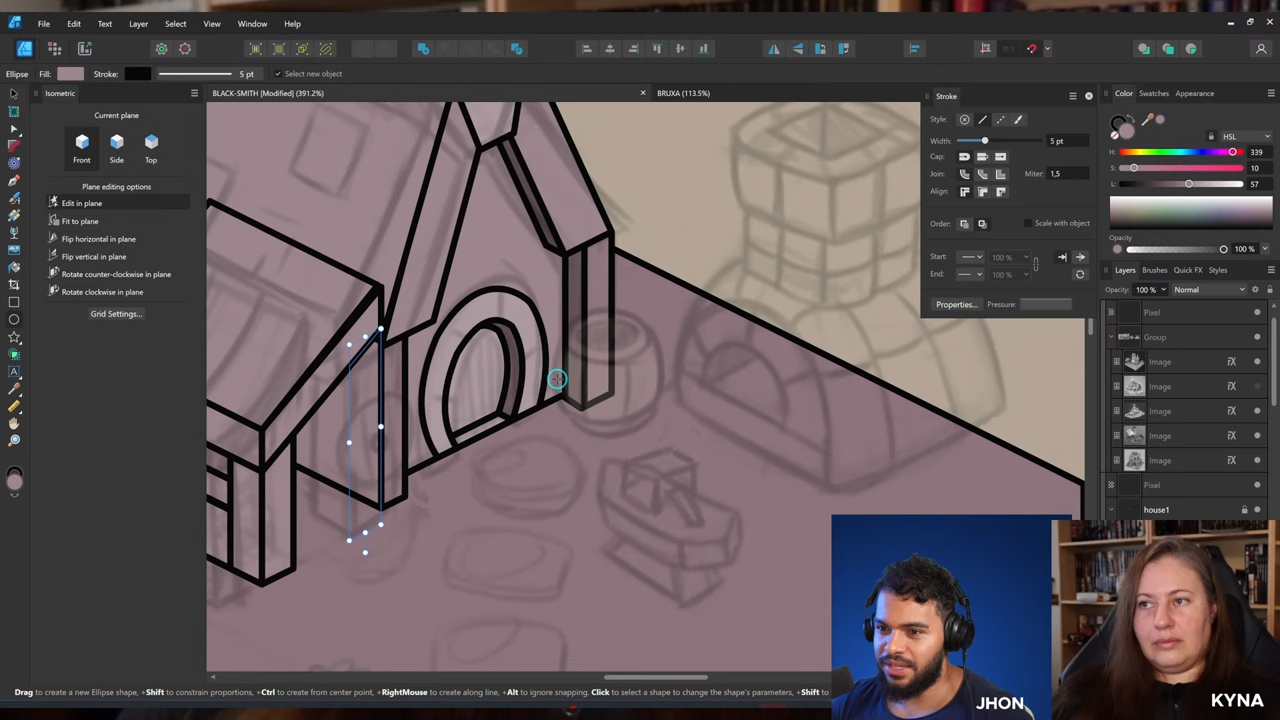 File Edit Text Layer Select View Window Help
Ellipse Fill: Stroke: 5 pt Select new object
Isometric
BLACK-SMITH [Modified] (391.2%)
BRUXA (113.5%)
Current plane
Front Side Top
Plane editing options
Edit in plane
Fit to plane
Flip horizontal in plane
Flip vertical in plane
Rotate counter-clockwise in plane
Rotate clockwise in plane
Grid Settings...
Stroke
Style:
Width: 5 pt
Cap:
Join: Miter: 1,5
Align:
Order: Scale with object
Start: 100 %
End: 100 %
Properties... Pressure:
Color Swatches Appearance
HSL
H: 339
S: 10
L: 57
Opacity
100 %
Layers Brushes Quick FX Styles
Opacity: 100 % Normal
Pixel
Group
Image
Image
Image
Image
Image
Pixel
house1
Drag to create a new Ellipse shape, +Shift to constrain proportions, +Ctrl to create from center point, +RightMouse to create along line, +Alt to ignore snapping. Click to select a shape to change the shape's parameters, +Shift to
JHON
KYNA